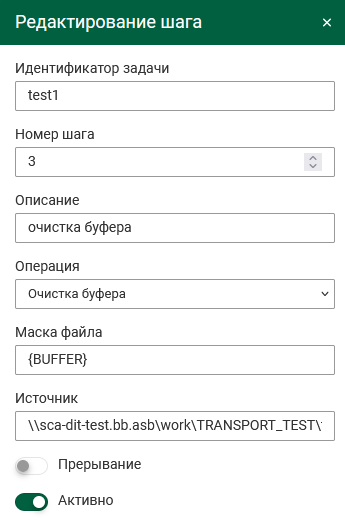 Редактирование шага
Идентификатор задачи
test1
Номер шага
3
Описание
очистка буфера
Операция
Очистка буфера
Маска файла
{BUFFER}
Источник
\\sca-dit-test.bb.asb\work\TRANSPORT_TEST\
Прерывание
Активно